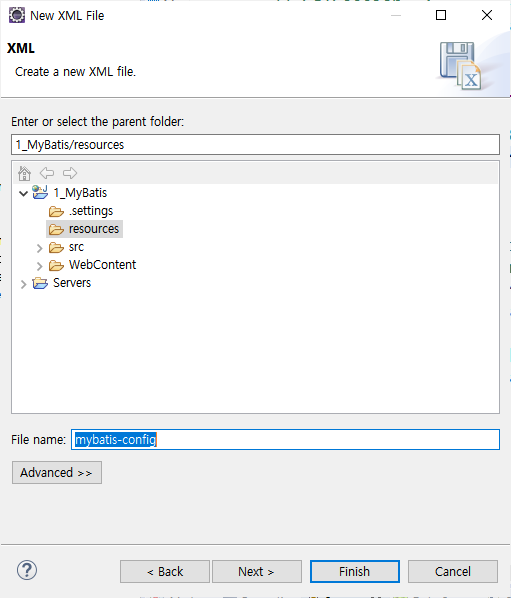 New XML File
XML
Create a new XML file.
Enter or select the parent folder:
1_MyBatis/resources
1_MyBatis
.settings
resources
src
WebContent
Servers
File name: mybatis-config
Advanced >>
< Back Next > Finish Cancel